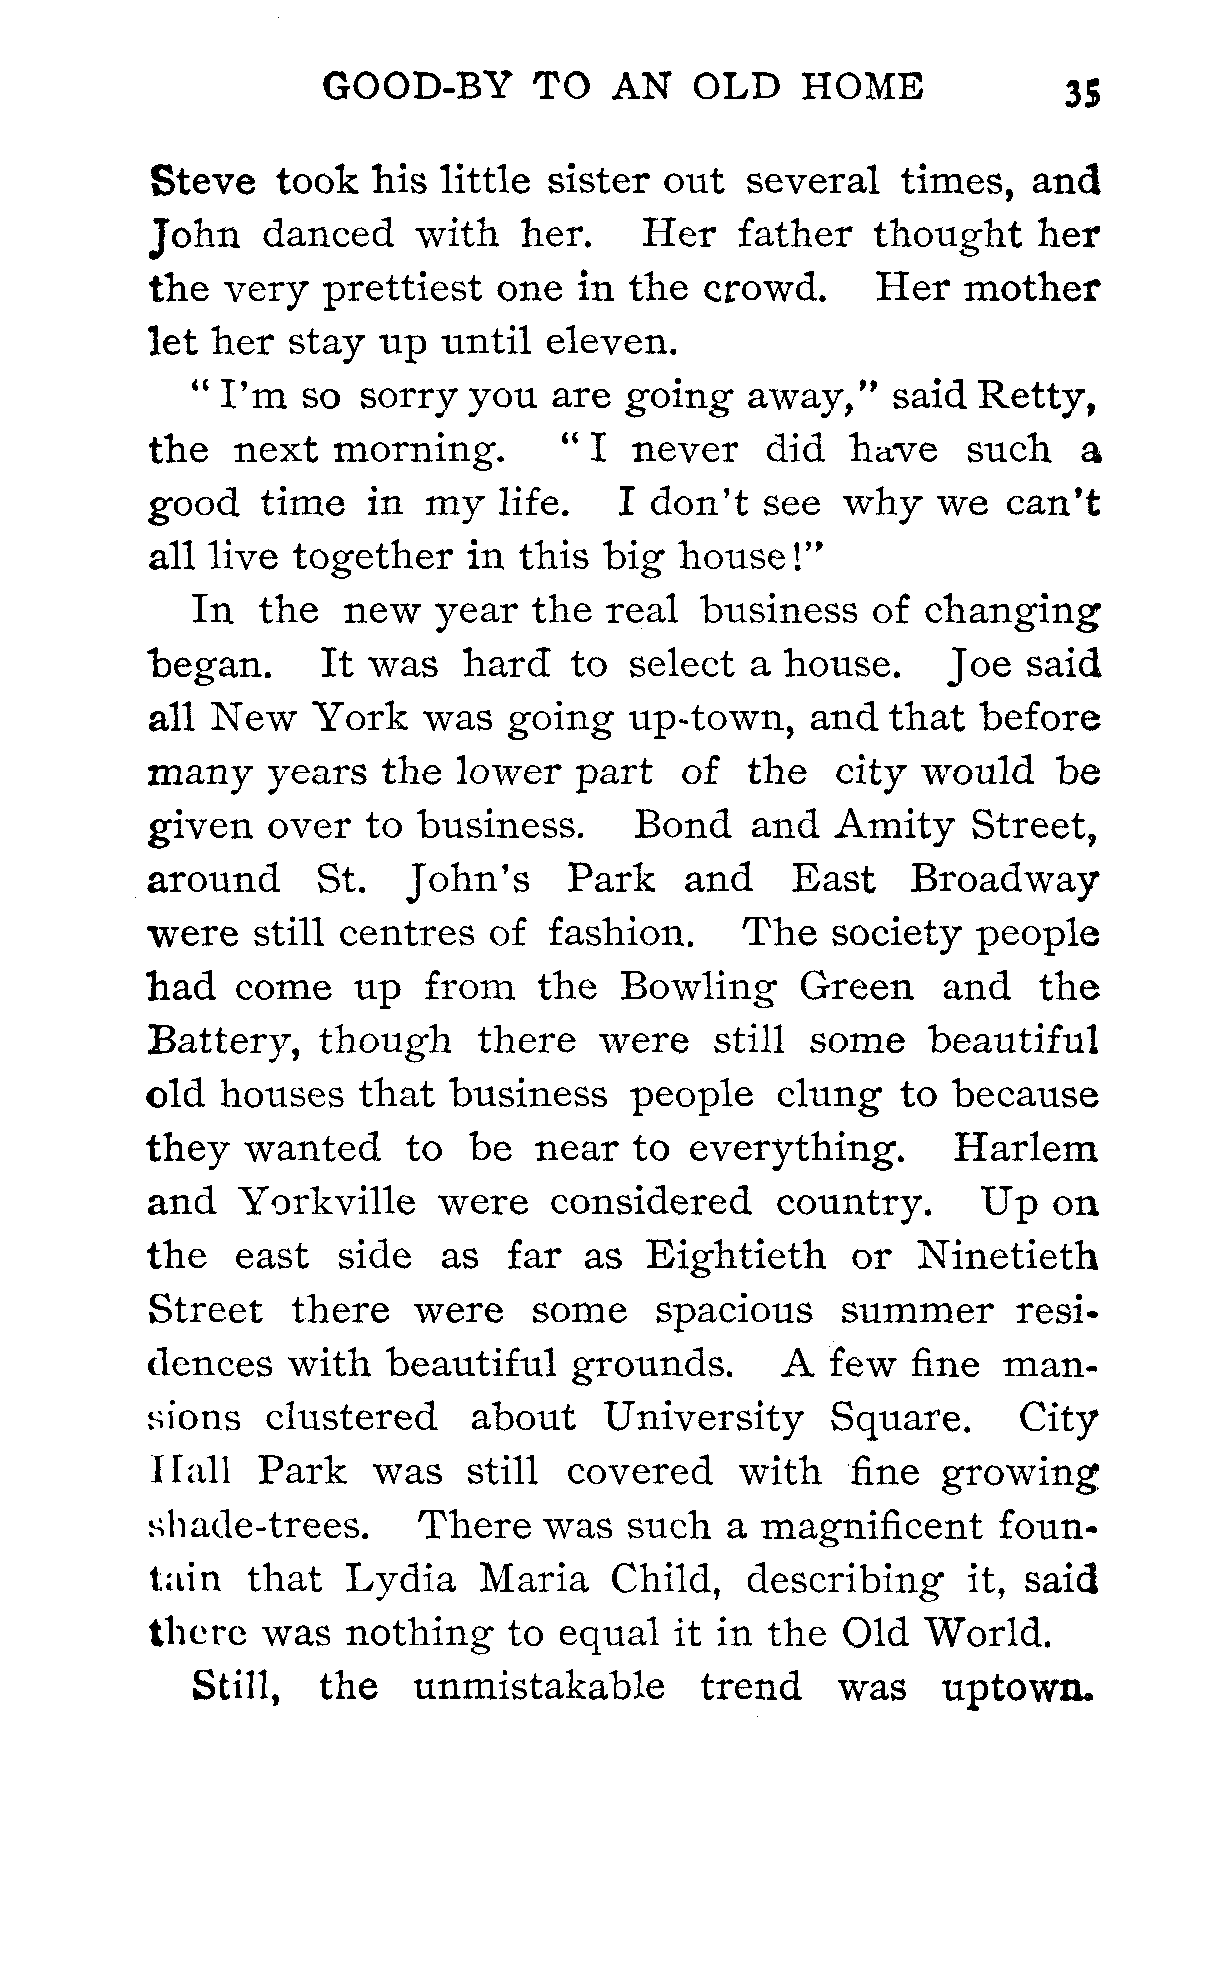 GOOD-BY TO AN OLD HOME 35
Steve took his little sister out several times, and
John danced with her. Her father thought her
the very prettiest one in the crowd. Her mother
let her stay up until eleven.
"I'm so sorry you are going away," said Retty,
the next morning. "I never did have such a
good time in my life. I don't see why we can't
all live together in this big house!"
In the new year the real business of changing
began. It was hard to select a house. Joe said
all New York was going up-town, and that before
many years the lower part of the city would be
given over to business. Bond and Amity Street,
around St. John's Park and East Broadway
were still centres of fashion. The society people
had come up from the Bowling Green and the
Battery, though there were still some beautiful
old houses that business people clung to because
they wanted to be near to everything. Harlem
and Yorkville were considered country. Up on
the east side as far as Eightieth or Ninetieth
Street there were some spacious summer resi-
dences with beautiful grounds. A few fine man-
sions clustered about University Square. City
Hall Park was still covered with fine growing
shade-trees. There was such a magnificent foun-
tain that Lydia Maria Child, describing it, said
there was nothing to equal it in the Old World.
Still, the unmistakable trend was uptown.